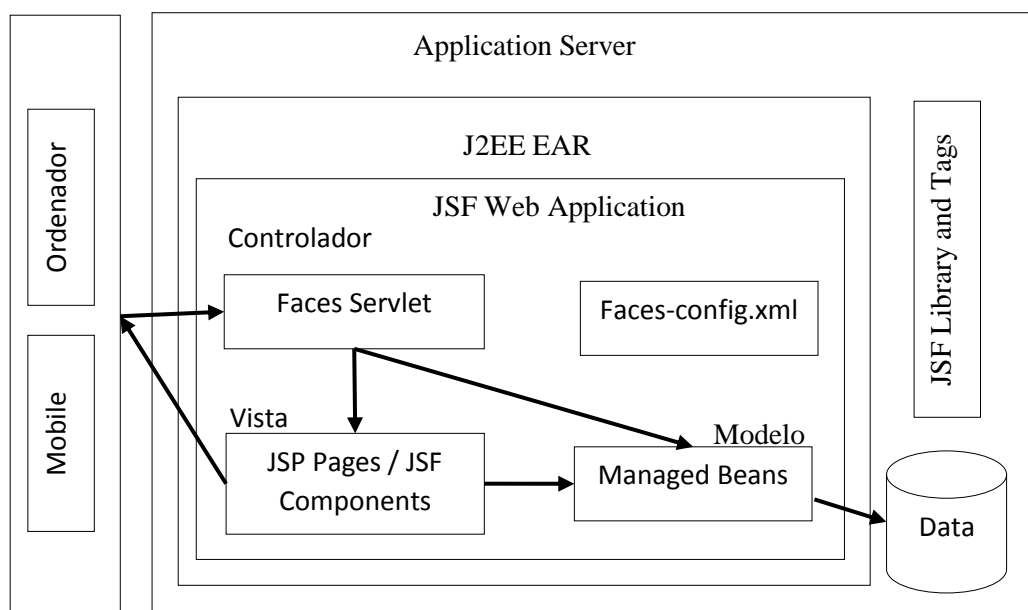 Application Server
Ordenador
Mobile
J2EE EAR
JSF Web Application
Controlador
Faces Servlet
Faces-config.xml
Vista
JSP Pages / JSF
Components
Modelo
Managed Beans
JSF Library and Tags
Data